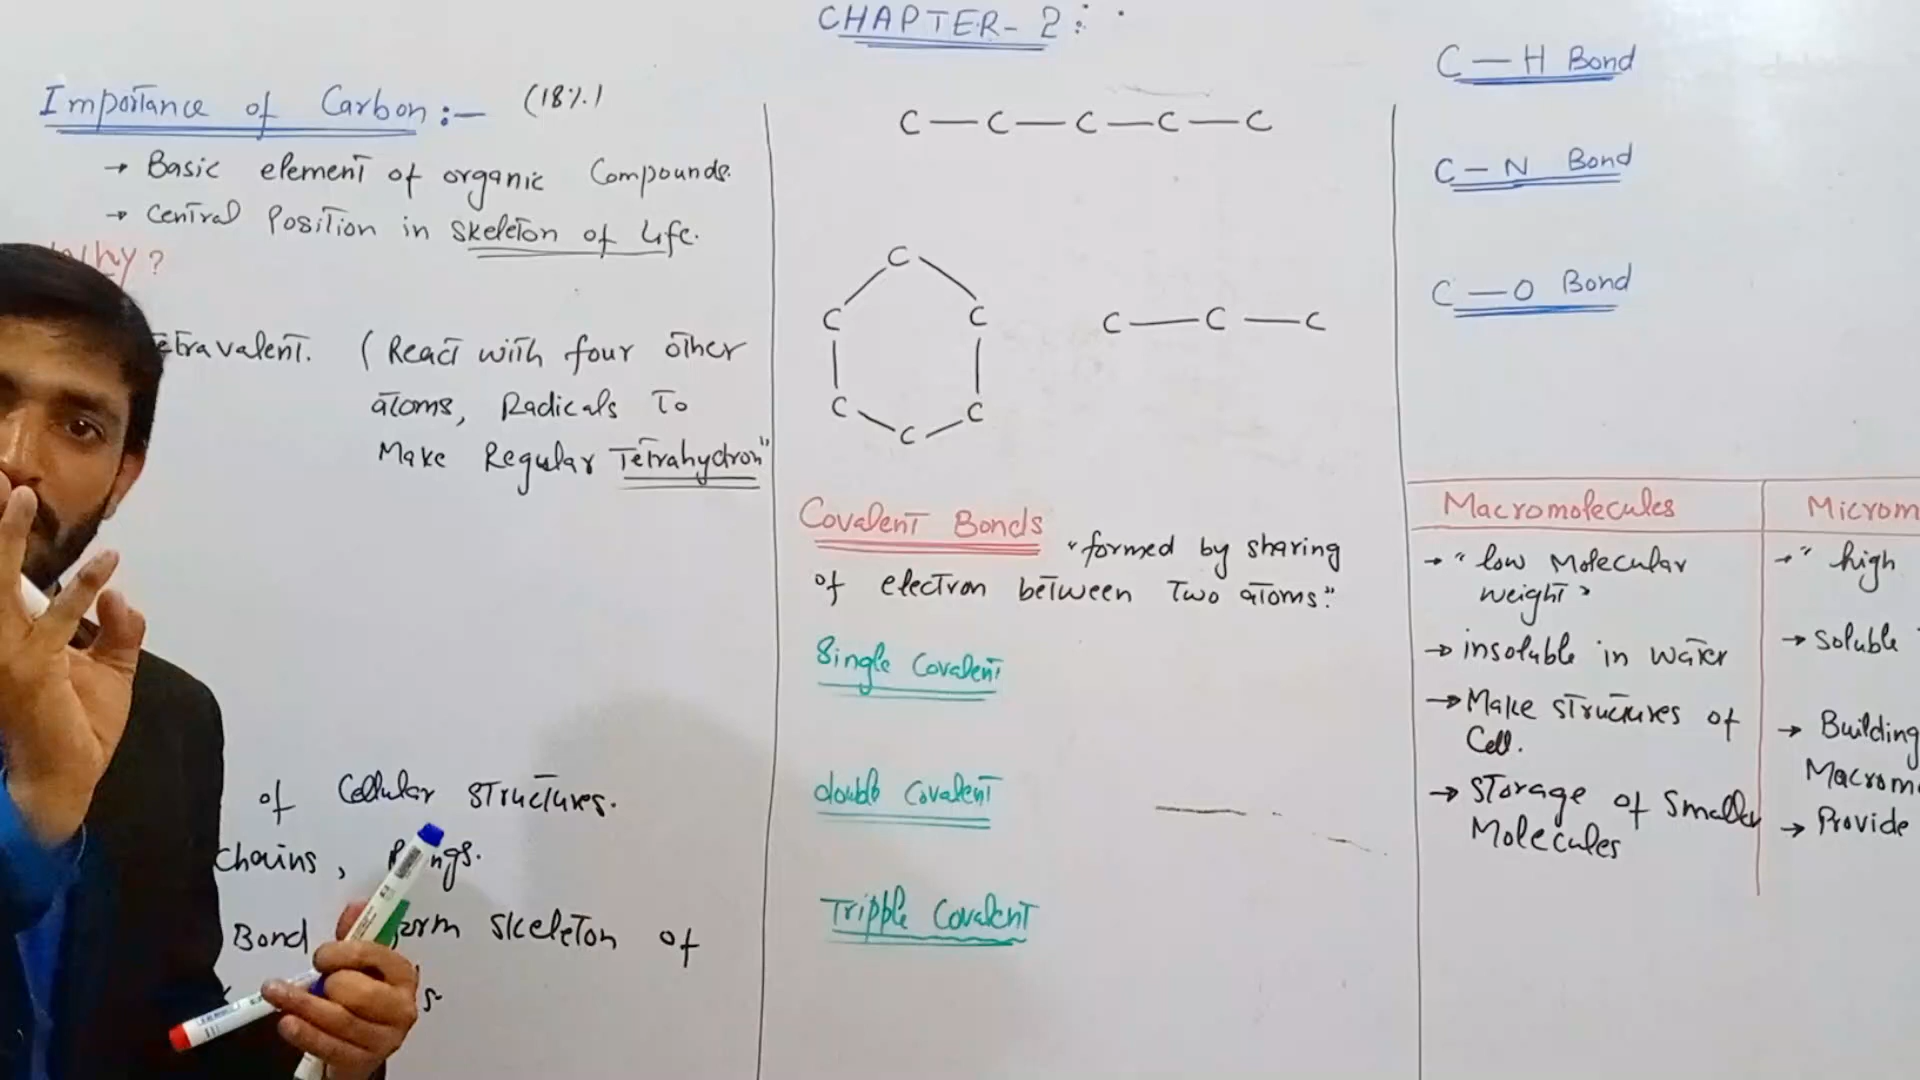 CHAPTER- 2:
Importance of Carbon:— (18%)
→ Basic element of organic Compounds.
→ Central Position in skeleton of Life.
Why?
etravalent. (React with four other
atoms, Radicals To
Make Regular Tetrahydron"
of Cellular structures.
Chains, Rings.
Bond form skeleton of
s.
C — C — C — C — C
C
C C
C C
C
C — C — C
Covalent Bonds "formed by sharing
of electron between Two atoms."
Single Covalent
double Covalent
Tripple Covalent
C — H Bond
C — N Bond
C — O Bond
Macromolecules
→ " low Molecular
weight"
→ insoluble in water
→ Make structures of
Cell.
→ Storage of Smaller
Molecules
Microm
→ " high
→ Soluble
→ Building
Macrom
→ Provide